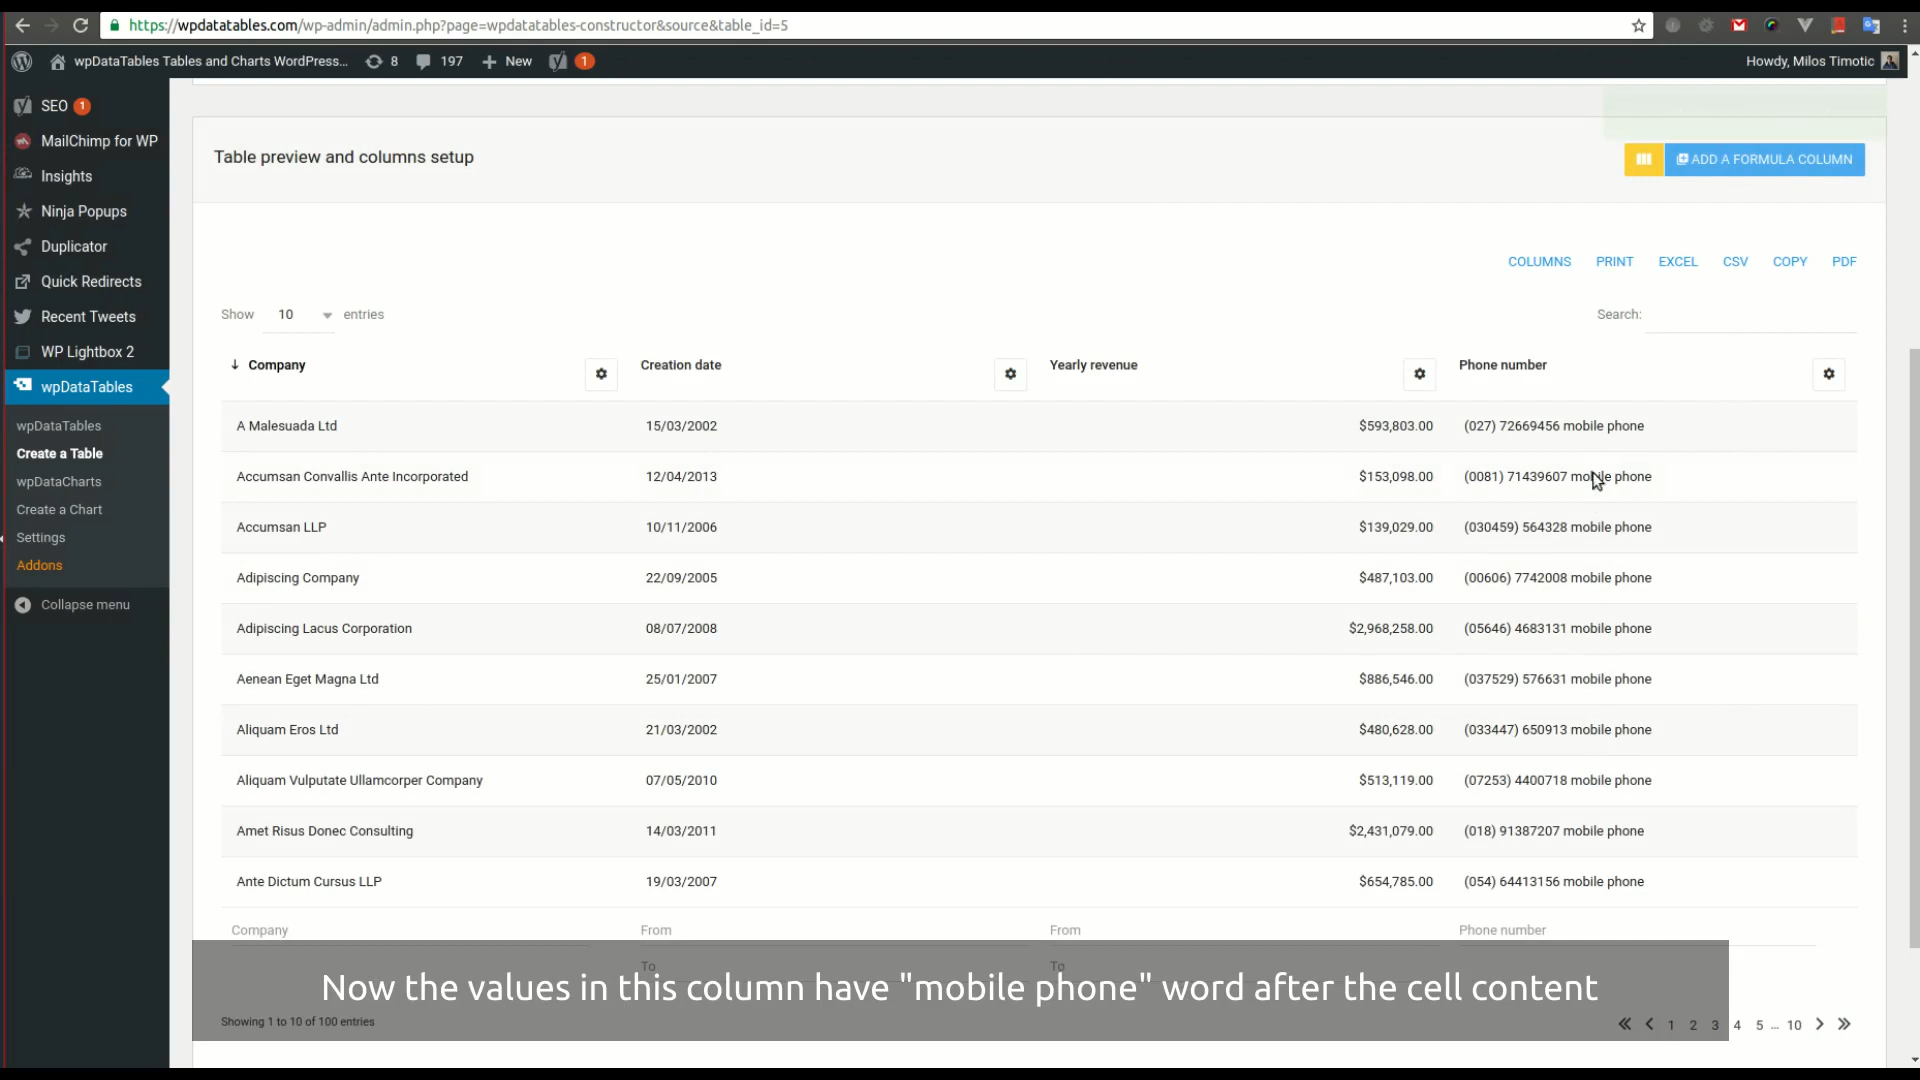 https://wpdatatables.com/wp-admin/admin.php?page=wpdatatables-constructor&source&table_id=5
wpDataTables Tables and Charts WordPress... 8 197 New 1 Howdy, Milos Timotic
SEO 1
MailChimp for WP
Insights
Ninja Popups
Duplicator
Quick Redirects
Recent Tweets
WP Lightbox 2
wpDataTables
wpDataTables
Create a Table
wpDataCharts
Create a Chart
Settings
Addons
Collapse menu
Table preview and columns setup
ADD A FORMULA COLUMN
COLUMNS PRINT EXCEL CSV COPY PDF
Show 10 entries Search:
Company Creation date Yearly revenue Phone number
A Malesuada Ltd 15/03/2002 $593,803.00 (027) 72669456 mobile phone
Accumsan Convallis Ante Incorporated 12/04/2013 $153,098.00 (0081) 71439607 mobile phone
Accumsan LLP 10/11/2006 $139,029.00 (030459) 564328 mobile phone
Adipiscing Company 22/09/2005 $487,103.00 (00606) 7742008 mobile phone
Adipiscing Lacus Corporation 08/07/2008 $2,968,258.00 (05646) 4683131 mobile phone
Aenean Eget Magna Ltd 25/01/2007 $886,546.00 (037529) 576631 mobile phone
Aliquam Eros Ltd 21/03/2002 $480,628.00 (033447) 650913 mobile phone
Aliquam Vulputate Ullamcorper Company 07/05/2010 $513,119.00 (07253) 4400718 mobile phone
Amet Risus Donec Consulting 14/03/2011 $2,431,079.00 (018) 91387207 mobile phone
Ante Dictum Cursus LLP 19/03/2007 $654,785.00 (054) 64413156 mobile phone
Company From From Phone number
To To
Now the values in this column have "mobile phone" word after the cell content
Showing 1 to 10 of 100 entries
1 2 3 4 5 ... 10